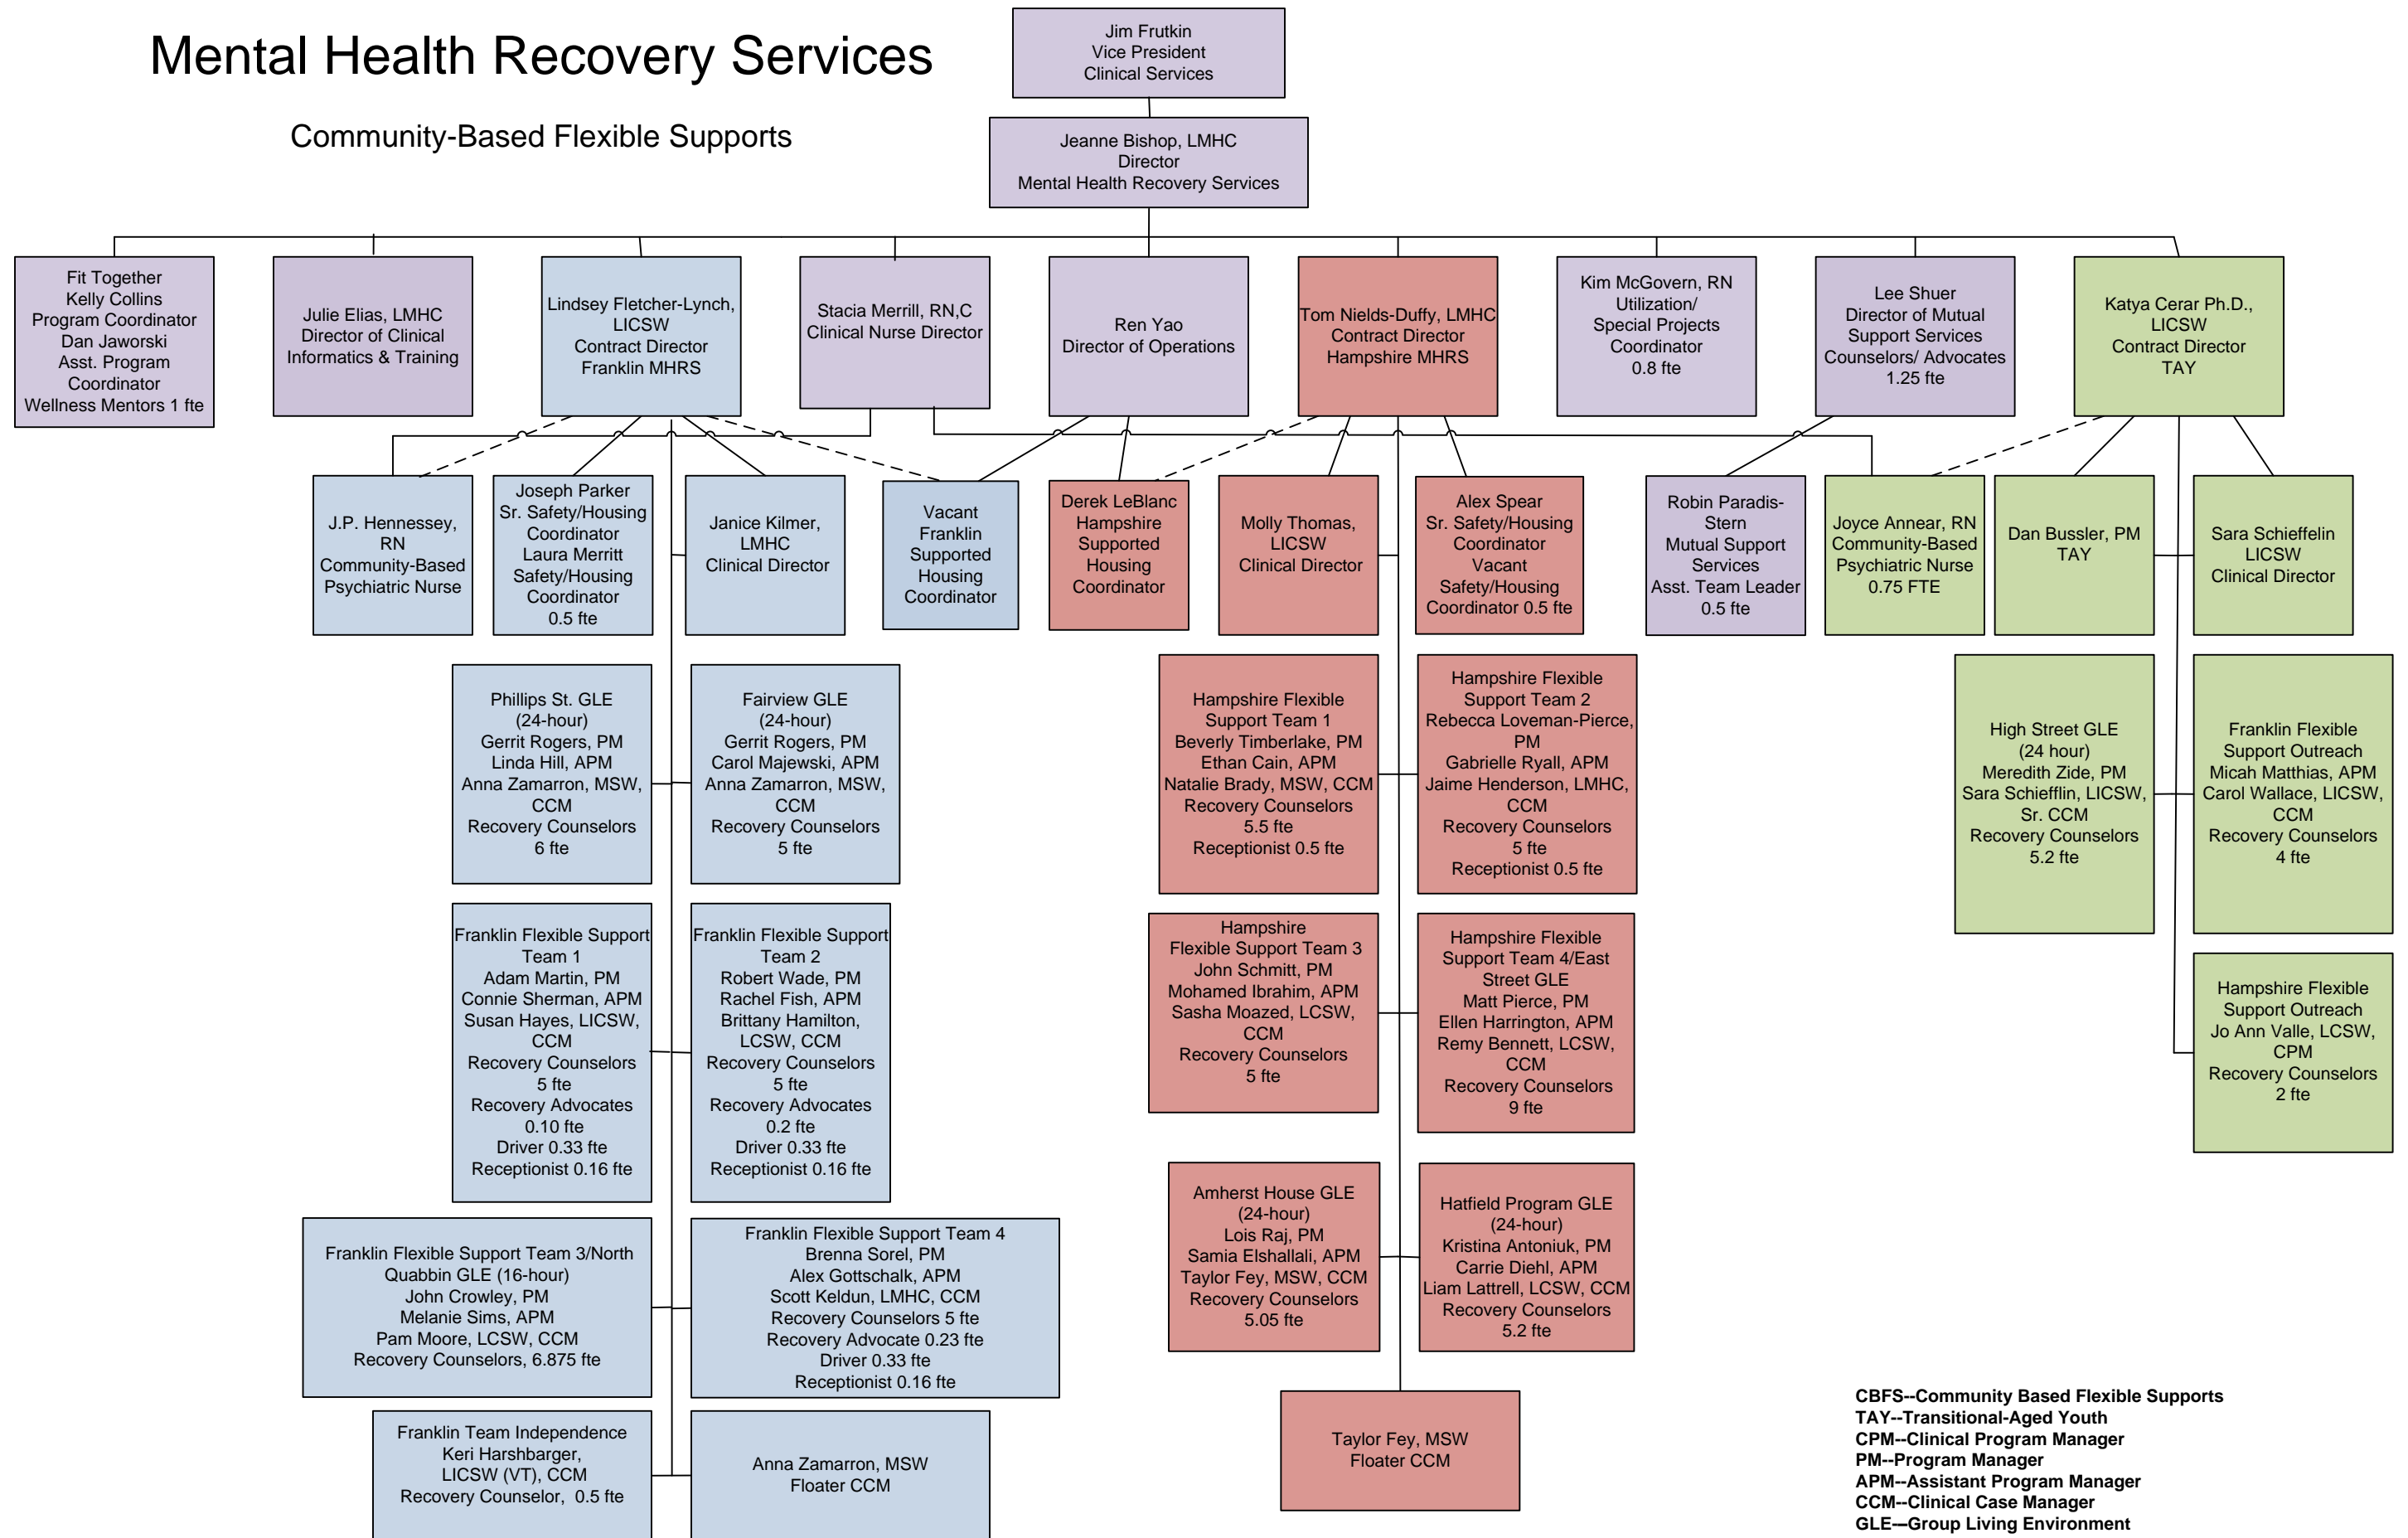 Mental Health Recovery Services
Community-Based Flexible Supports
Jim Frutkin
Vice President
Clinical Services
Jeanne Bishop, LMHC
Director
Mental Health Recovery Services
Fit Together
Kelly Collins
Program Coordinator
Dan Jaworski
Asst. Program
Coordinator
Wellness Mentors 1 fte
Julie Elias, LMHC
Director of Clinical
Informatics & Training
Lindsey Fletcher-Lynch,
LICSW
Contract Director
Franklin MHRS
Stacia Merrill, RN,C
Clinical Nurse Director
Ren Yao
Director of Operations
Tom Nields-Duffy, LMHC
Contract Director
Hampshire MHRS
Kim McGovern, RN
Utilization/
Special Projects
Coordinator
0.8 fte
Lee Shuer
Director of Mutual
Support Services
Counselors/ Advocates
1.25 fte
Katya Cerar Ph.D.,
LICSW
Contract Director
TAY
J.P. Hennessey,
RN
Community-Based
Psychiatric Nurse
Joseph Parker
Sr. Safety/Housing
Coordinator
Laura Merritt
Safety/Housing
Coordinator
0.5 fte
Janice Kilmer,
LMHC
Clinical Director
Vacant
Franklin
Supported
Housing
Coordinator
Derek LeBlanc
Hampshire
Supported
Housing
Coordinator
Molly Thomas,
LICSW
Clinical Director
Alex Spear
Sr. Safety/Housing
Coordinator
Vacant
Safety/Housing
Coordinator 0.5 fte
Robin Paradis-
Stern
Mutual Support
Services
Asst. Team Leader
0.5 fte
Joyce Annear, RN
Community-Based
Psychiatric Nurse
0.75 FTE
Dan Bussler, PM
TAY
Sara Schieffelin
LICSW
Clinical Director
Phillips St. GLE
(24-hour)
Gerrit Rogers, PM
Linda Hill, APM
Anna Zamarron, MSW,
CCM
Recovery Counselors
6 fte
Fairview GLE
(24-hour)
Gerrit Rogers, PM
Carol Majewski, APM
Anna Zamarron, MSW,
CCM
Recovery Counselors
5 fte
Hampshire Flexible
Support Team 1
Beverly Timberlake, PM
Ethan Cain, APM
Natalie Brady, MSW, CCM
Recovery Counselors
5.5 fte
Receptionist 0.5 fte
Hampshire Flexible
Support Team 2
Rebecca Loveman-Pierce,
PM
Gabrielle Ryall, APM
Jaime Henderson, LMHC,
CCM
Recovery Counselors
5 fte
Receptionist 0.5 fte
High Street GLE
(24 hour)
Meredith Zide, PM
Sara Schiefflin, LICSW,
Sr. CCM
Recovery Counselors
5.2 fte
Franklin Flexible
Support Outreach
Micah Matthias, APM
Carol Wallace, LICSW,
CCM
Recovery Counselors
4 fte
Franklin Flexible Support
Team 1
Adam Martin, PM
Connie Sherman, APM
Susan Hayes, LICSW,
CCM
Recovery Counselors
5 fte
Recovery Advocates
0.10 fte
Driver 0.33 fte
Receptionist 0.16 fte
Franklin Flexible Support
Team 2
Robert Wade, PM
Rachel Fish, APM
Brittany Hamilton,
LCSW, CCM
Recovery Counselors
5 fte
Recovery Advocates
0.2 fte
Driver 0.33 fte
Receptionist 0.16 fte
Hampshire
Flexible Support Team 3
John Schmitt, PM
Mohamed Ibrahim, APM
Sasha Moazed, LCSW,
CCM
Recovery Counselors
5 fte
Hampshire Flexible
Support Team 4/East
Street GLE
Matt Pierce, PM
Ellen Harrington, APM
Remy Bennett, LCSW,
CCM
Recovery Counselors
9 fte
Hampshire Flexible
Support Outreach
Jo Ann Valle, LCSW,
CPM
Recovery Counselors
2 fte
Franklin Flexible Support Team 3/North
Quabbin GLE (16-hour)
John Crowley, PM
Melanie Sims, APM
Pam Moore, LCSW, CCM
Recovery Counselors, 6.875 fte
Franklin Flexible Support Team 4
Brenna Sorel, PM
Alex Gottschalk, APM
Scott Keldun, LMHC, CCM
Recovery Counselors 5 fte
Recovery Advocate 0.23 fte
Driver 0.33 fte
Receptionist 0.16 fte
Amherst House GLE
(24-hour)
Lois Raj, PM
Samia Elshallali, APM
Taylor Fey, MSW, CCM
Recovery Counselors
5.05 fte
Hatfield Program GLE
(24-hour)
Kristina Antoniuk, PM
Carrie Diehl, APM
Liam Lattrell, LCSW, CCM
Recovery Counselors
5.2 fte
Franklin Team Independence
Keri Harshbarger,
LICSW (VT), CCM
Recovery Counselor, 0.5 fte
Anna Zamarron, MSW
Floater CCM
Taylor Fey, MSW
Floater CCM
CBFS--Community Based Flexible Supports
TAY--Transitional-Aged Youth
CPM--Clinical Program Manager
PM--Program Manager
APM--Assistant Program Manager
CCM--Clinical Case Manager
GLE---Group Living Environment